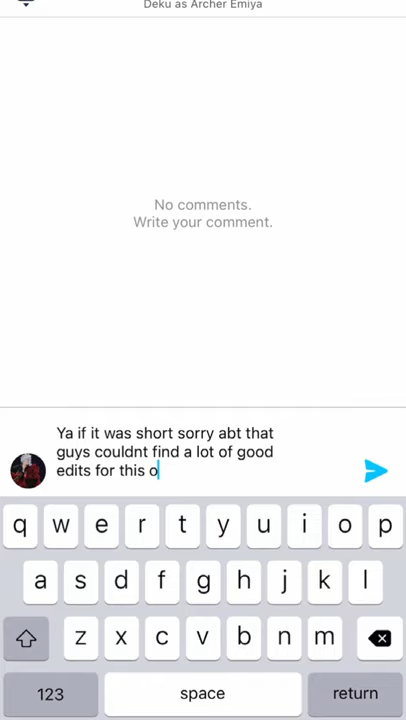 Deku as Archer Emiya
No comments.
Write your comment.
Ya if it was short sorry abt that
guys couldnt find a lot of good
edits for this o
q w e r t y u i o p
a s d f g h j k l
z x c v b n m
123 space return